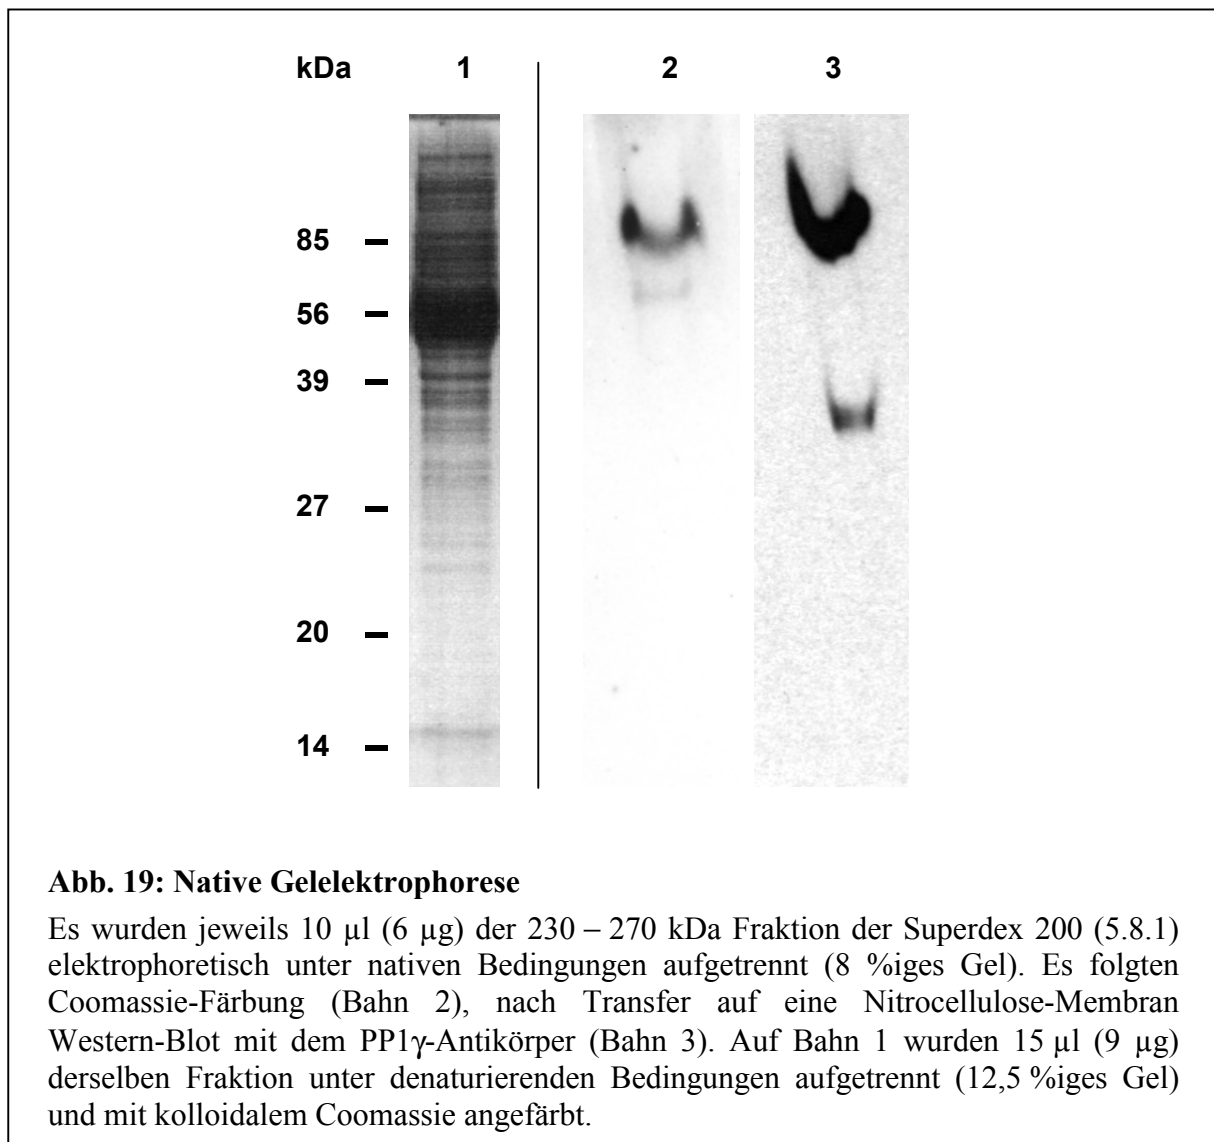 kDa 1 2 3
85
56
39
27
20
14
Abb. 19: Native Gelelektrophorese
Es wurden jeweils 10 µl (6 µg) der 230 – 270 kDa Fraktion der Superdex 200 (5.8.1)
elektrophoretisch unter nativen Bedingungen aufgetrennt (8 %iges Gel). Es folgten
Coomassie-Färbung (Bahn 2), nach Transfer auf eine Nitrocellulose-Membran
Western-Blot mit dem PP1γ-Antikörper (Bahn 3). Auf Bahn 1 wurden 15 µl (9 µg)
derselben Fraktion unter denaturierenden Bedingungen aufgetrennt (12,5 %iges Gel)
und mit kolloidalem Coomassie angefärbt.